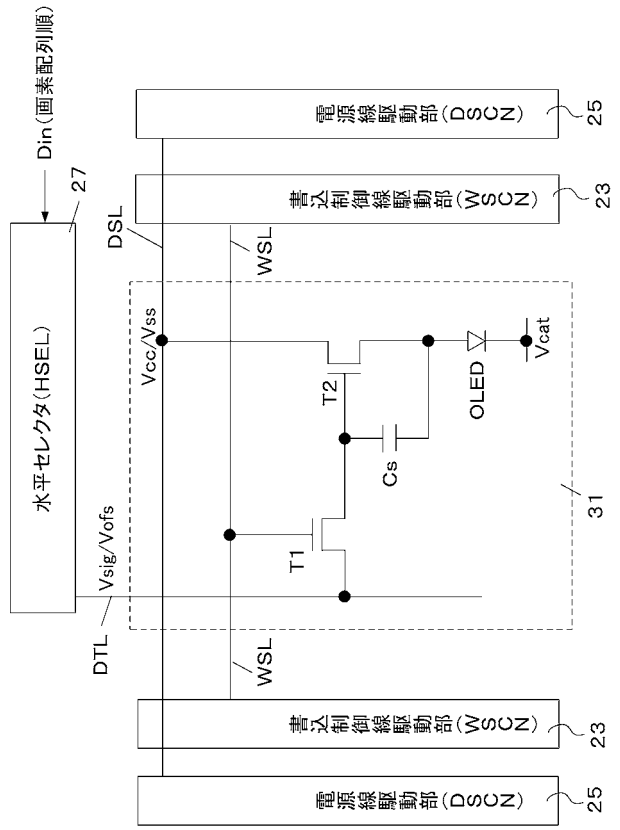 Din(画素配列順)
27
水平セレクタ(HSEL)
電源線駆動部(DSCN)
25
書込制御線駆動部(WSCN)
23
DSL
WSL
Vcc/Vss
Vsig/Vofs
DTL
T1
T2
Cs
OLED
Vcat
31
WSL
書込制御線駆動部(WSCN)
23
電源線駆動部(DSCN)
25